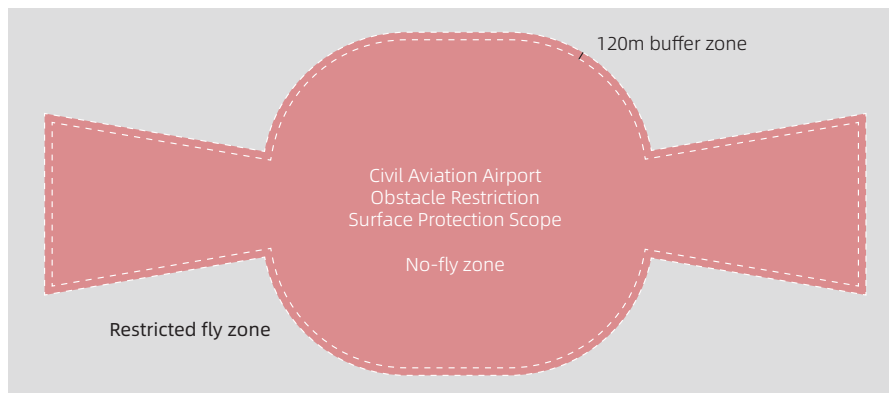 120m buffer zone
Civil Aviation Airport
Obstacle Restriction
Surface Protection Scope
No-fly zone
Restricted fly zone